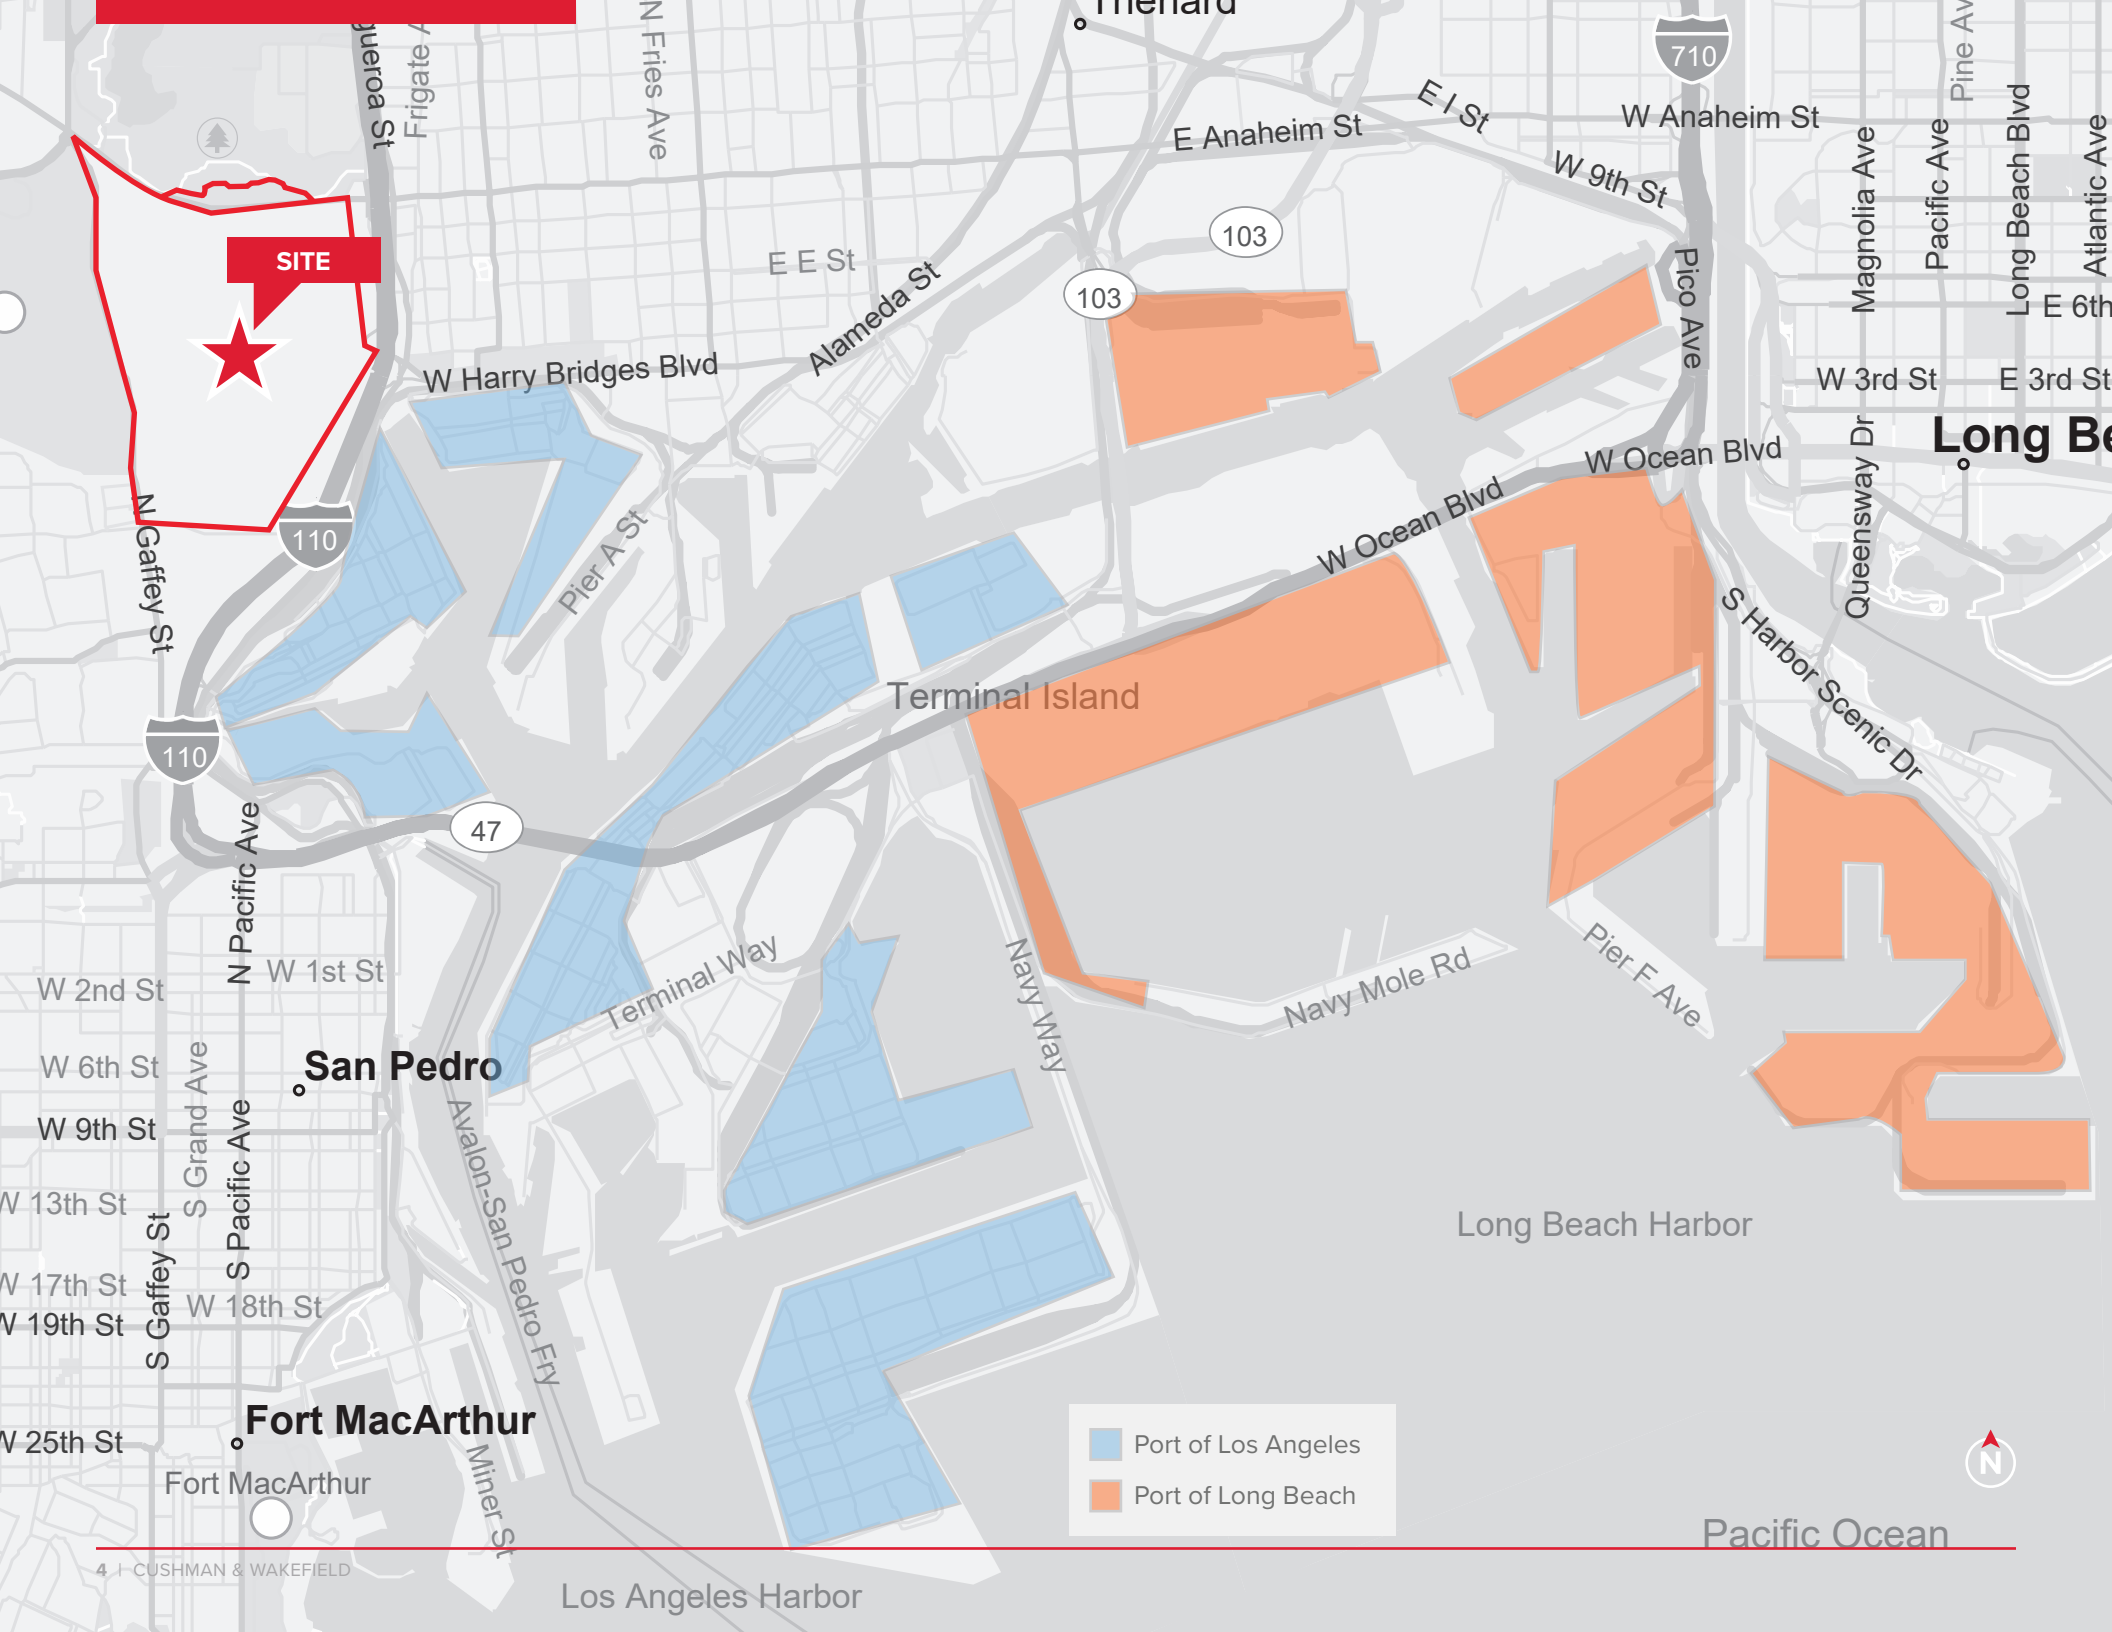 Thenard
N Fries Ave
710
Pine Av
E I St
W Anaheim St
E Anaheim St
W 9th St
Magnolia Ave
Pacific Ave
Long Beach Blvd
Atlantic Ave
103
E E St
SITE
Alameda St
103
Pico Ave
E 6th
W Harry Bridges Blvd
W 3rd St
E 3rd St
Long Be
W Ocean Blvd
W Ocean Blvd
Queensway Dr
N Gaffey St
110
Pier A St
S Harbor Scenic Dr
Terminal Island
110
47
N Pacific Ave
W 1st St
W 2nd St
Terminal Way
Navy Way
Navy Mole Rd
Pier F Ave
San Pedro
W 6th St
S Grand Ave
W 9th St
S Pacific Ave
Avalon-San Pedro Fry
W 13th St
Long Beach Harbor
W 17th St
S Gaffey St
W 18th St
W 19th St
Fort MacArthur
W 25th St
Fort MacArthur
Miner St
Port of Los Angeles
Port of Long Beach
N
Pacific Ocean
4 | CUSHMAN & WAKEFIELD
Los Angeles Harbor
gueroa St
Frigate A